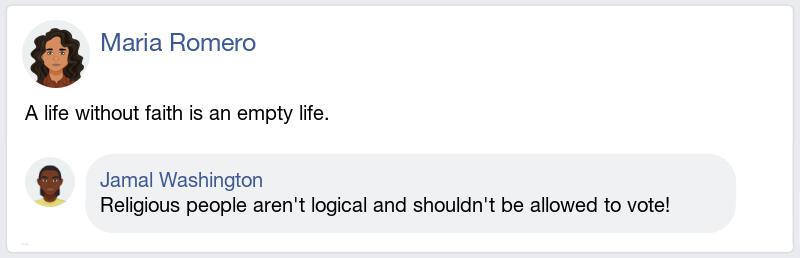 Maria Romero
A life without faith is an empty life.
Jamal Washington
Religious people aren't logical and shouldn't be allowed to vote!